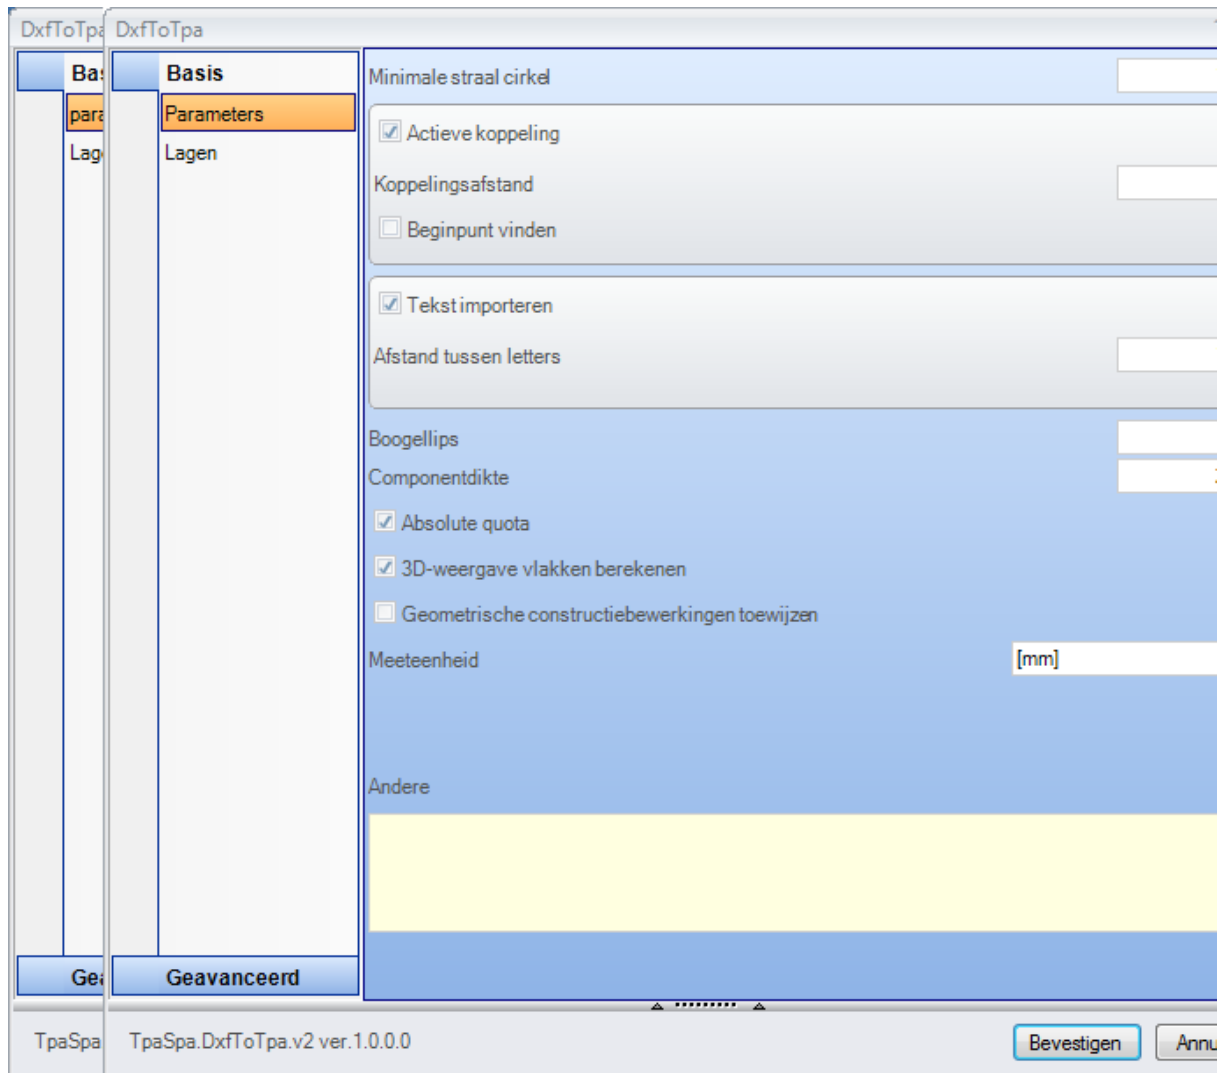 DxfToTpa
DxfToTpa
Basis
Parameters
Lagen
Minimale straal cirkel
Actieve koppeling
Koppelingsafstand
Beginpunt vinden
Tekst importeren
Afstand tussen letters
Boogellips
Componentdikte
Absolute quota
3D-weergave vlakken berekenen
Geometrische constructiebewerkingen toewijzen
Meeteenheid
[mm]
Andere
Geavanceerd
TpaSpa
TpaSpa.DxfToTpa.v2 ver.1.0.0.0
Bevestigen
Annu